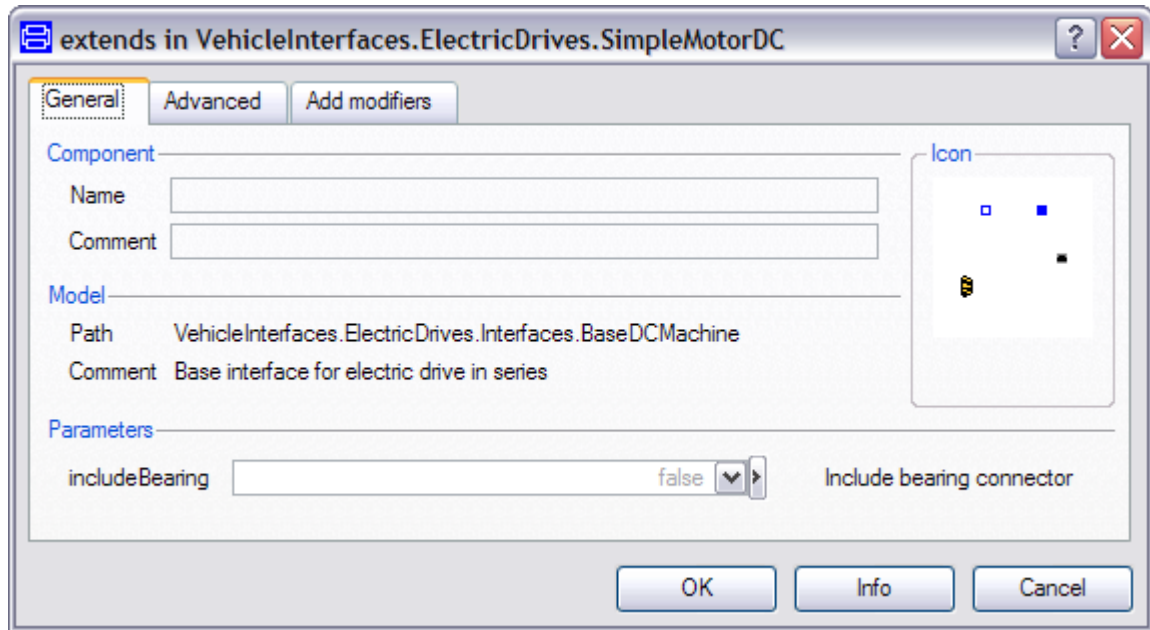 extends in VehicleInterfaces.ElectricDrives.SimpleMotorDC
?
General Advanced Add modifiers
Component Icon
Name
Comment
Model
Path VehicleInterfaces.ElectricDrives.Interfaces.BaseDCMachine
Comment Base interface for electric drive in series
Parameters
includeBearing false Include bearing connector
OK Info Cancel